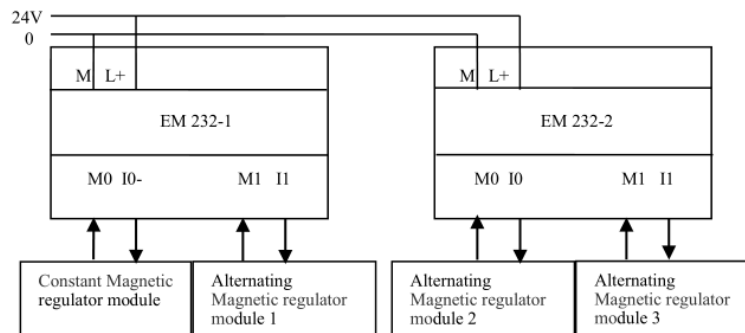 24V
0
M L+
EM 232-1
M0 I0- M1 I1
M L+
EM 232-2
M0 I0 M1 I1
Constant Magnetic
regulator module
Alternating
Magnetic regulator
module 1
Alternating
Magnetic regulator
module 2
Alternating
Magnetic regulator
module 3